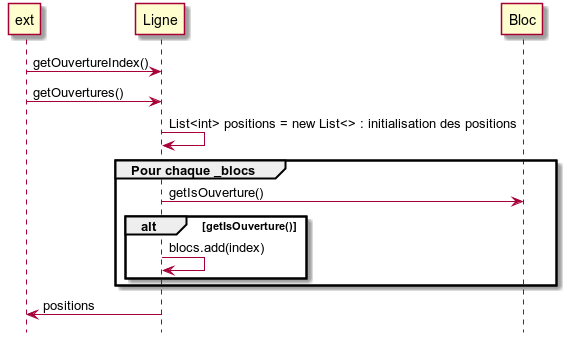 ext Ligne Bloc
getOuvertureIndex()
getOuvertures()
List<int> positions = new List<> : initialisation des positions
Pour chaque _blocs
getIsOuverture()
alt [getIsOuverture()]
blocs.add(index)
positions